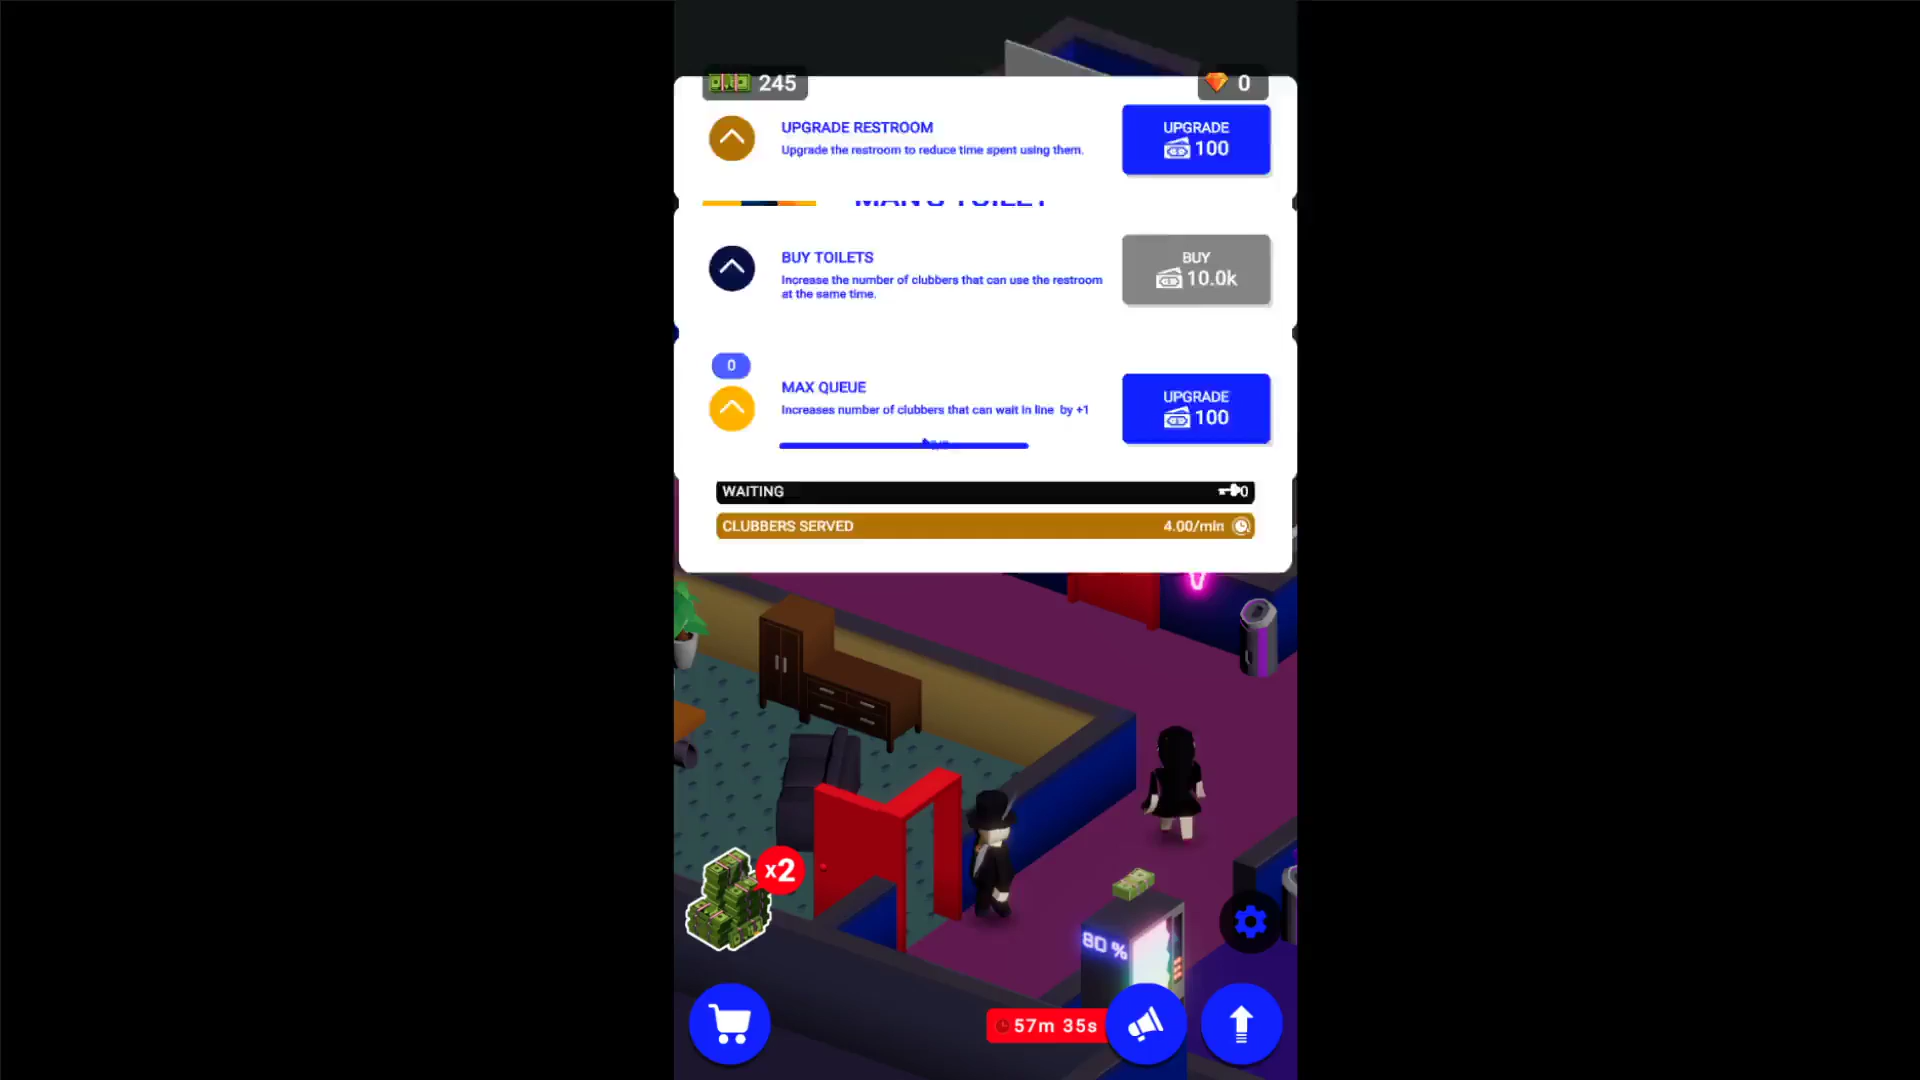 245
0
UPGRADE RESTROOM
Upgrade the restroom to reduce time spent using them.
UPGRADE
100
MAN'S TOILET
BUY TOILETS
Increase the number of clubbers that can use the restroom
at the same time.
BUY
10.0k
0
MAX QUEUE
Increases number of clubbers that can wait in line by +1
UPGRADE
100
WAITING
0
CLUBBERS SERVED
4.00/min
x2
80 %
57m 35s